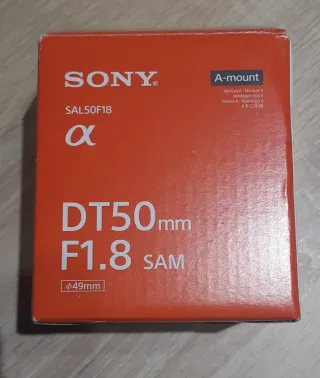 SONY®
A-mount
SAL50F18
α
DT50mm
F1.8 SAM
⌀49mm